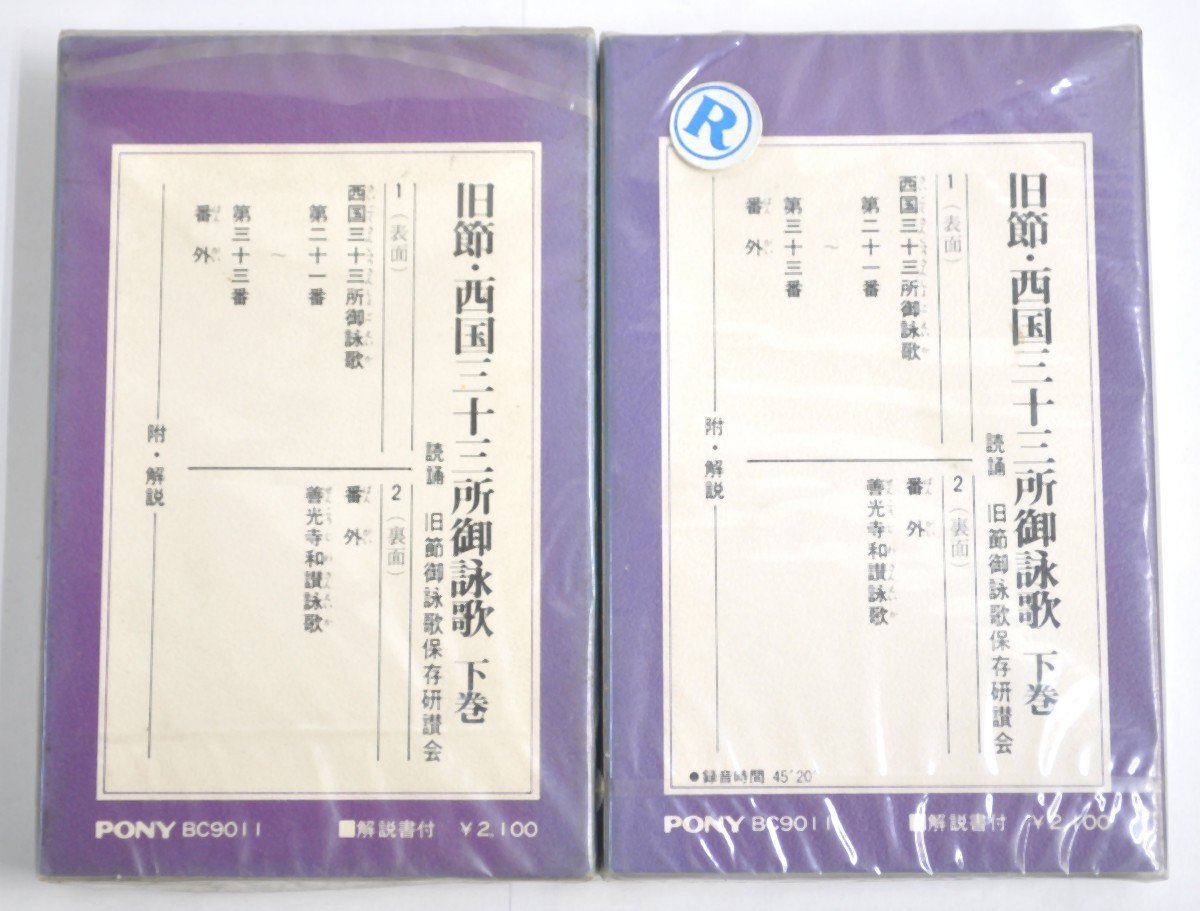 旧節・西国三十三所御詠歌 下巻
読誦 旧節御詠歌保存研讃会
1(表面)
西国三十三所御詠歌
第二十一番
〜
第三十三番
番外
2(裏面)
番外
善光寺和讃詠歌
附・解説
PONY BC9011 ■解説書付 ¥2,100
R
旧節・西国三十三所御詠歌 下巻
読誦 旧節御詠歌保存研讃会
1(表面)
西国三十三所御詠歌
第二十一番
〜
第三十三番
番外
2(裏面)
番外
善光寺和讃詠歌
附・解説
●録音時間 45′20″
PONY BC9011 ■解説書付 ¥2,100